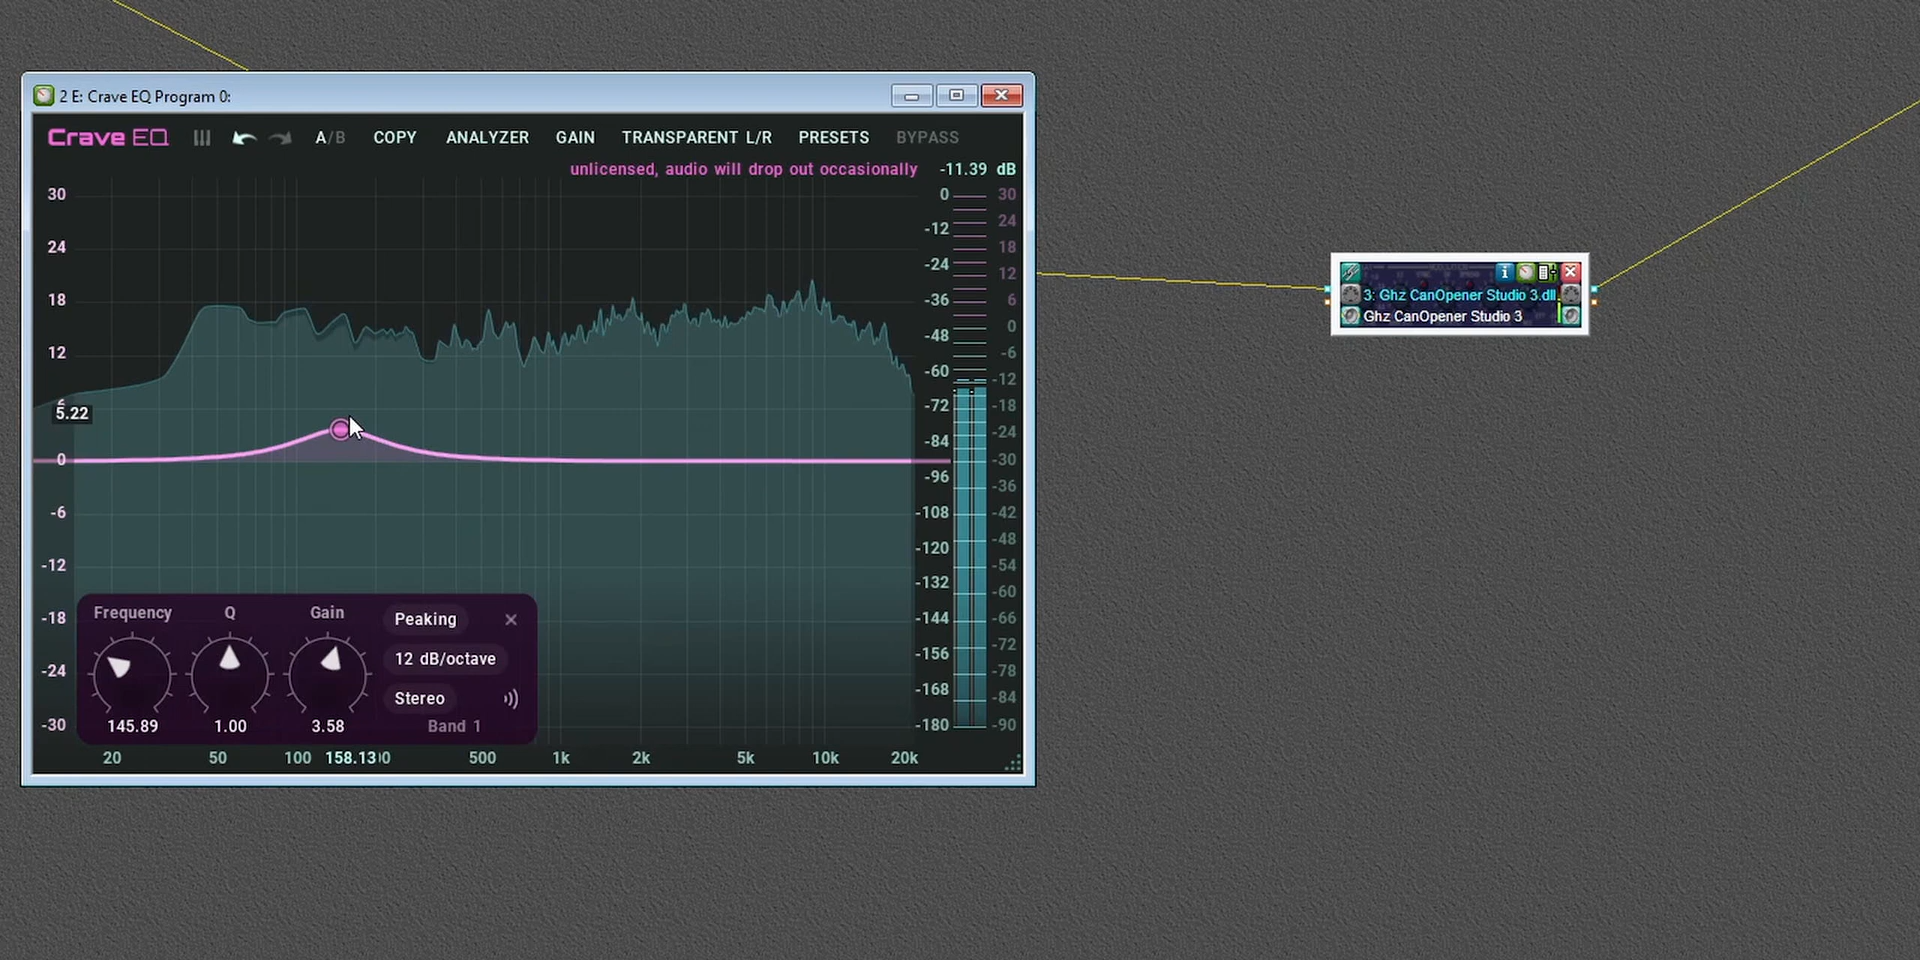 2 E: Crave EQ Program 0:
Crave EQ A/B COPY ANALYZER GAIN TRANSPARENT L/R PRESETS BYPASS
unlicensed, audio will drop out occasionally -11.39 dB
30 0 30
-12 24
24 18
-24 12
18 -36 6
-48 0
12 -6
-60 -12
6 -72 -18
5.22
-84 -24
0 -30
-96 -36
-6 -108 -42
-120 -48
-12 -54
-132 -60
-18 -144 -66
-156 -72
-24 -78
-168 -84
-30 -180 -90
Frequency Q Gain
Peaking
12 dB/octave
Stereo
145.89 1.00 3.58 Band 1
20 50 100 158.13 500 1k 2k 5k 10k 20k
3: Ghz CanOpener Studio 3.dll
Ghz CanOpener Studio 3